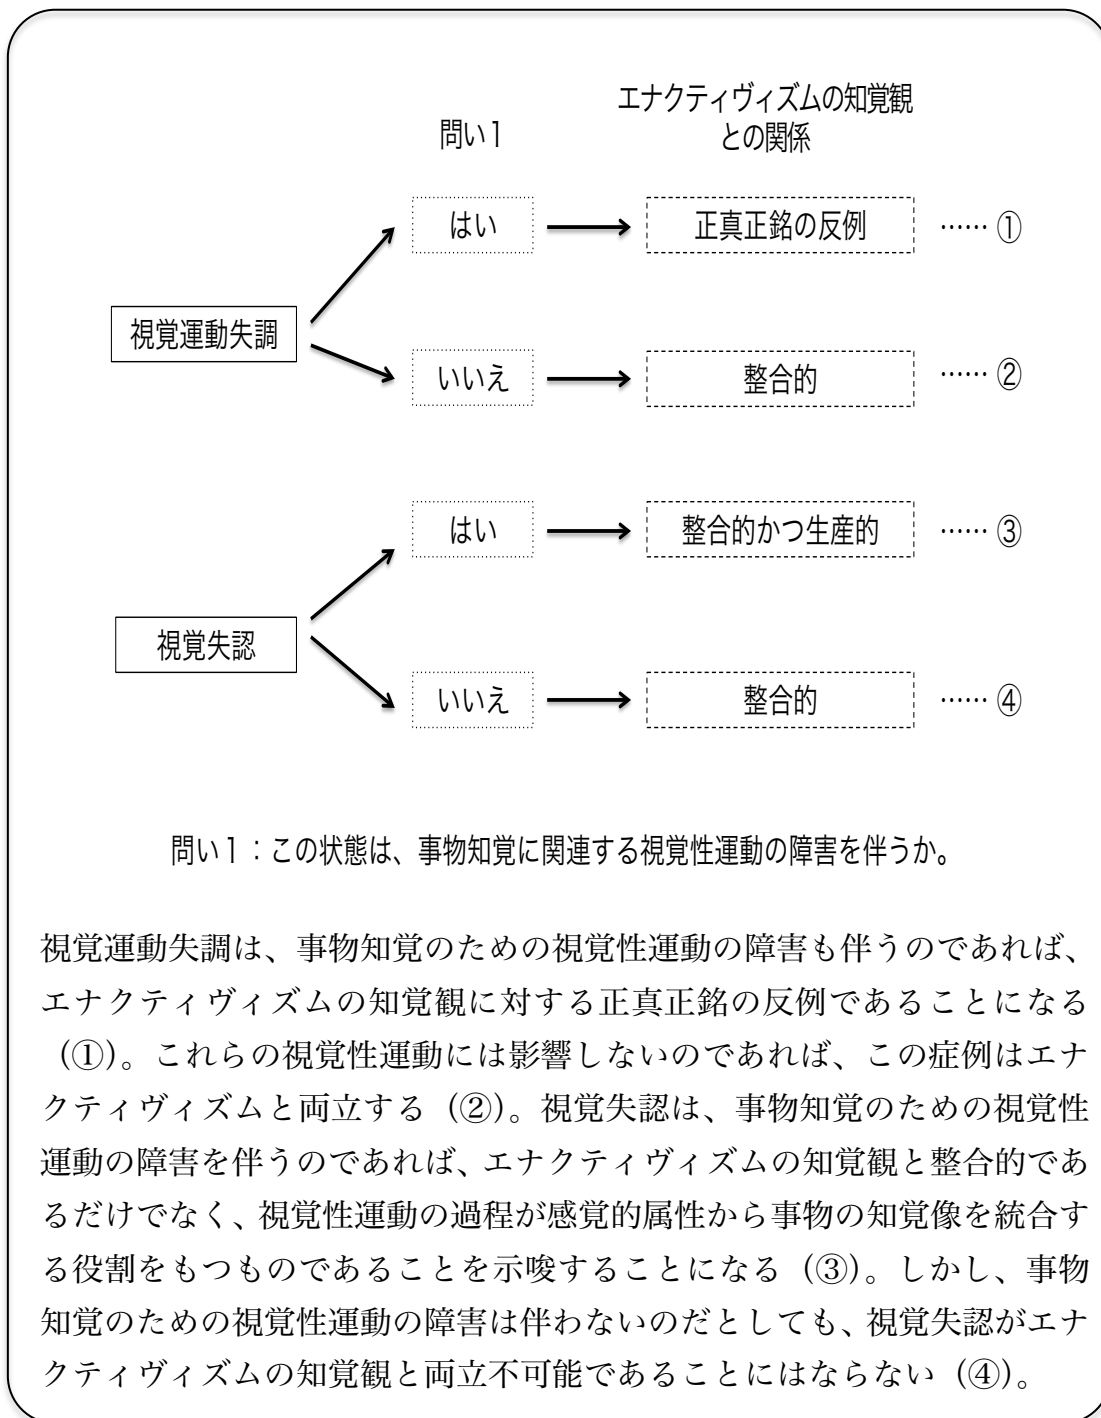 エナクティヴィズムの知覚観
問い1 との関係
はい 正真正銘の反例 …… ①
視覚運動失調
いいえ 整合的 …… ②
はい 整合的かつ生産的 …… ③
視覚失認
いいえ 整合的 …… ④
問い1：この状態は、事物知覚に関連する視覚性運動の障害を伴うか。
視覚運動失調は、事物知覚のための視覚性運動の障害も伴うのであれば、
エナクティヴィズムの知覚観に対する正真正銘の反例であることになる
（①）。これらの視覚性運動には影響しないのであれば、この症例はエナ
クティヴィズムと両立する（②）。視覚失認は、事物知覚のための視覚性
運動の障害を伴うのであれば、エナクティヴィズムの知覚観と整合的であ
るだけでなく、視覚性運動の過程が感覚的属性から事物の知覚像を統合す
る役割をもつものであることを示唆することになる（③）。しかし、事物
知覚のための視覚性運動の障害は伴わないのだとしても、視覚失認がエナ
クティヴィズムの知覚観と両立不可能であることにはならない（④）。